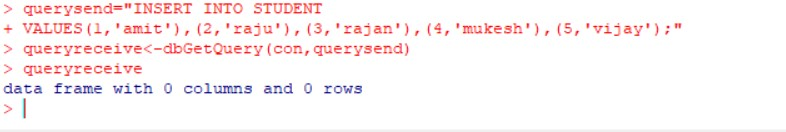 > querysend="INSERT INTO STUDENT
+ VALUES(1,'amit'),(2,'raju'),(3,'rajan'),(4,'mukesh'),(5,'vijay');"
> queryreceive<-dbGetQuery(con,querysend)
> queryreceive
data frame with 0 columns and 0 rows
>